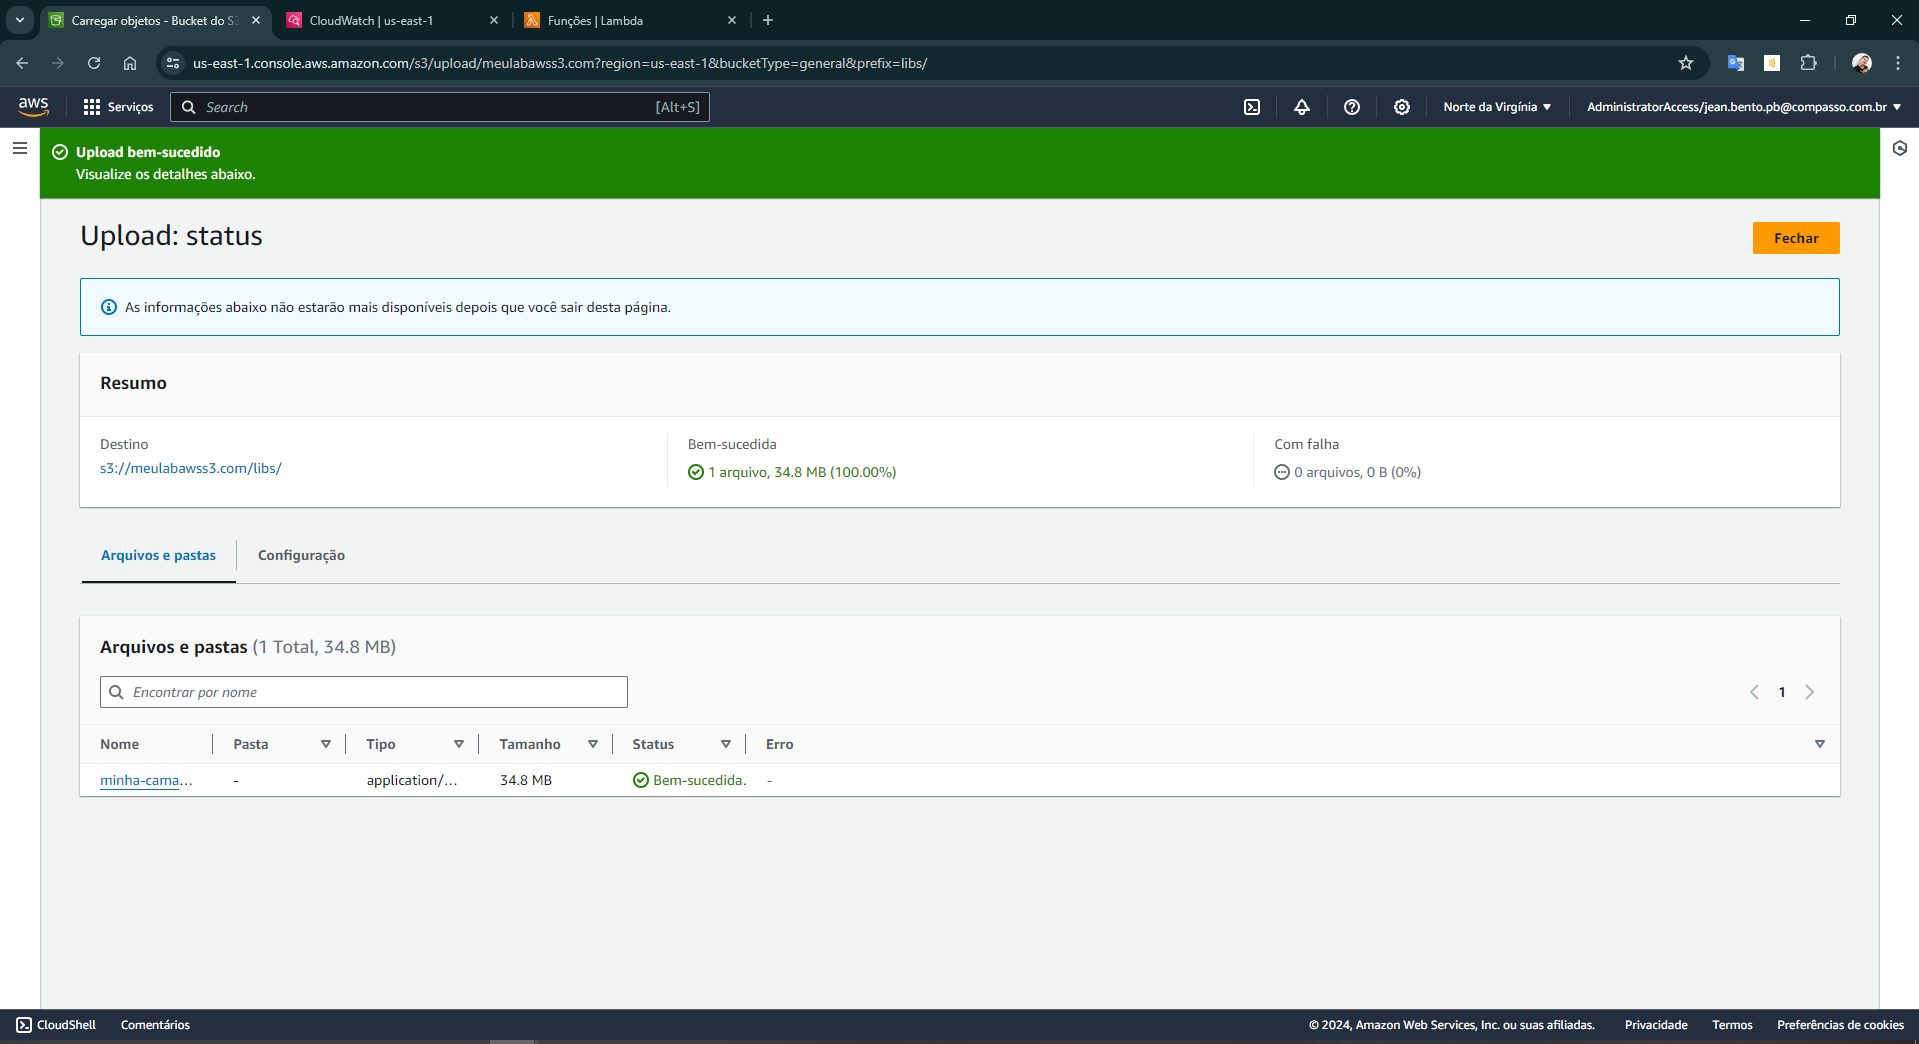 Carregar objetos - Bucket do S3
CloudWatch | us-east-1
Funções | Lambda
us-east-1.console.aws.amazon.com/s3/upload/meulabawss3.com?region=us-east-1&bucketType=general&prefix=libs/
aws
Serviços
Search
[Alt+S]
Norte da Virgínia
AdministratorAccess/jean.bento.pb@compasso.com.br
Upload bem-sucedido
Visualize os detalhes abaixo.
Upload: status
Fechar
As informações abaixo não estarão mais disponíveis depois que você sair desta página.
Resumo
Destino
s3://meulabawss3.com/libs/
Bem-sucedida
1 arquivo, 34.8 MB (100.00%)
Com falha
0 arquivos, 0 B (0%)
Arquivos e pastas
Configuração
Arquivos e pastas (1 Total, 34.8 MB)
Encontrar por nome
1
Nome Pasta Tipo Tamanho Status Erro
minha-cama... - application/... 34.8 MB Bem-sucedida. -
CloudShell
Comentários
© 2024, Amazon Web Services, Inc. ou suas afiliadas.
Privacidade
Termos
Preferências de cookies